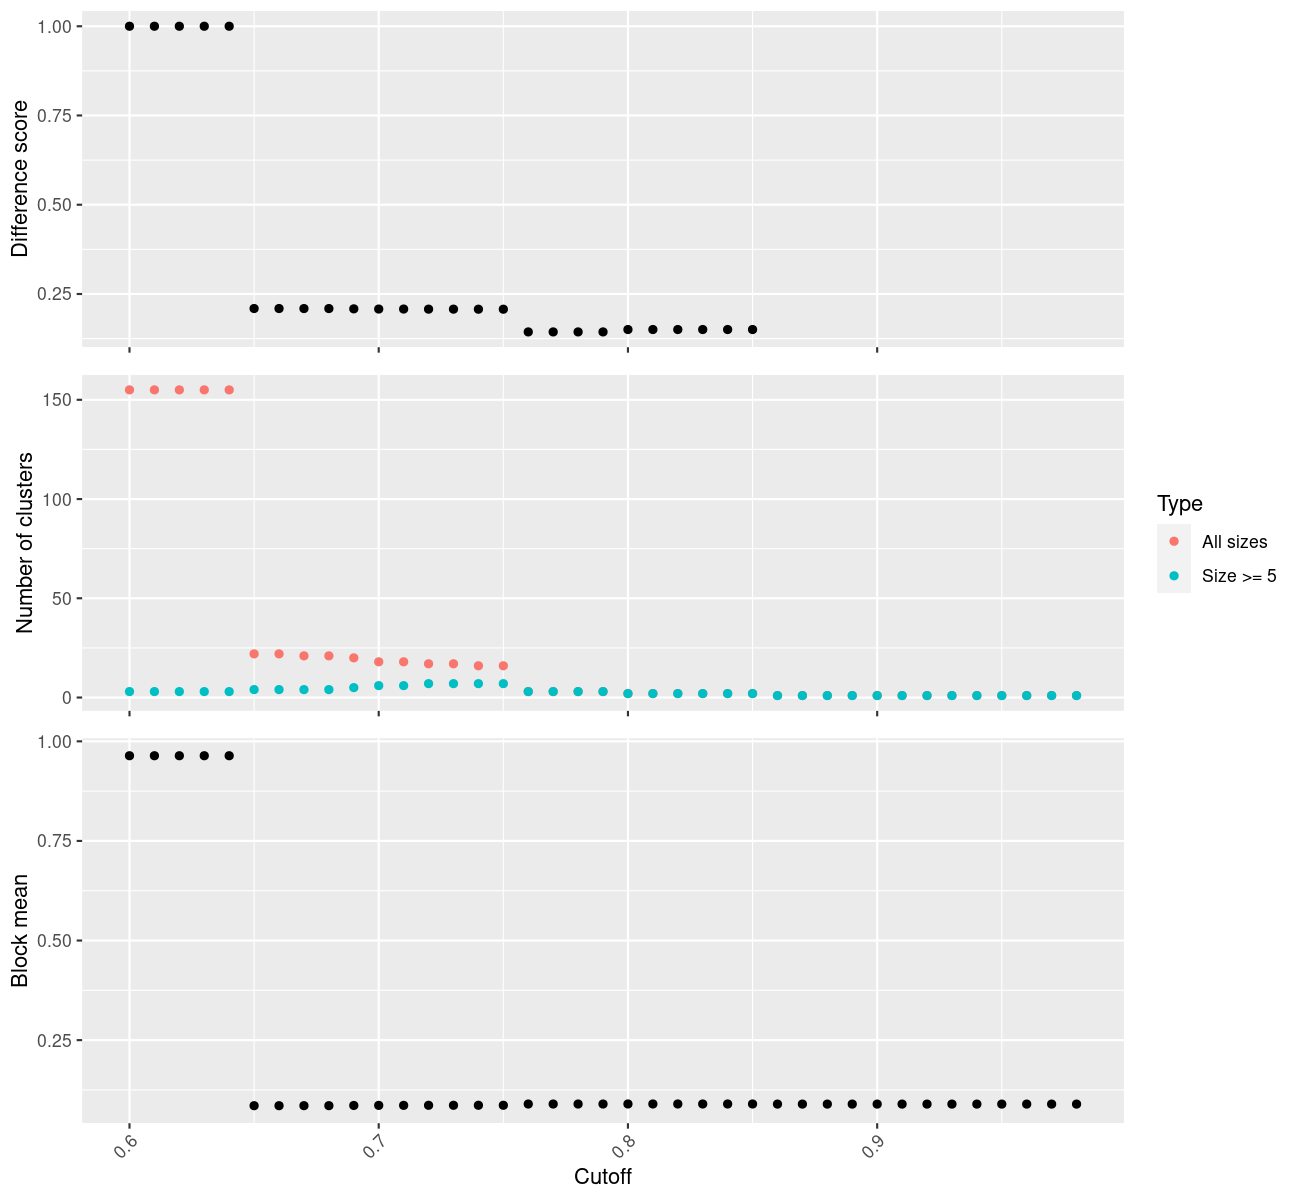 Difference score
1.00
0.75
0.50
0.25
Number of clusters
150
100
50
0
Type
All sizes
Size >= 5
Block mean
1.00
0.75
0.50
0.25
0.6
0.7
0.8
0.9
Cutoff